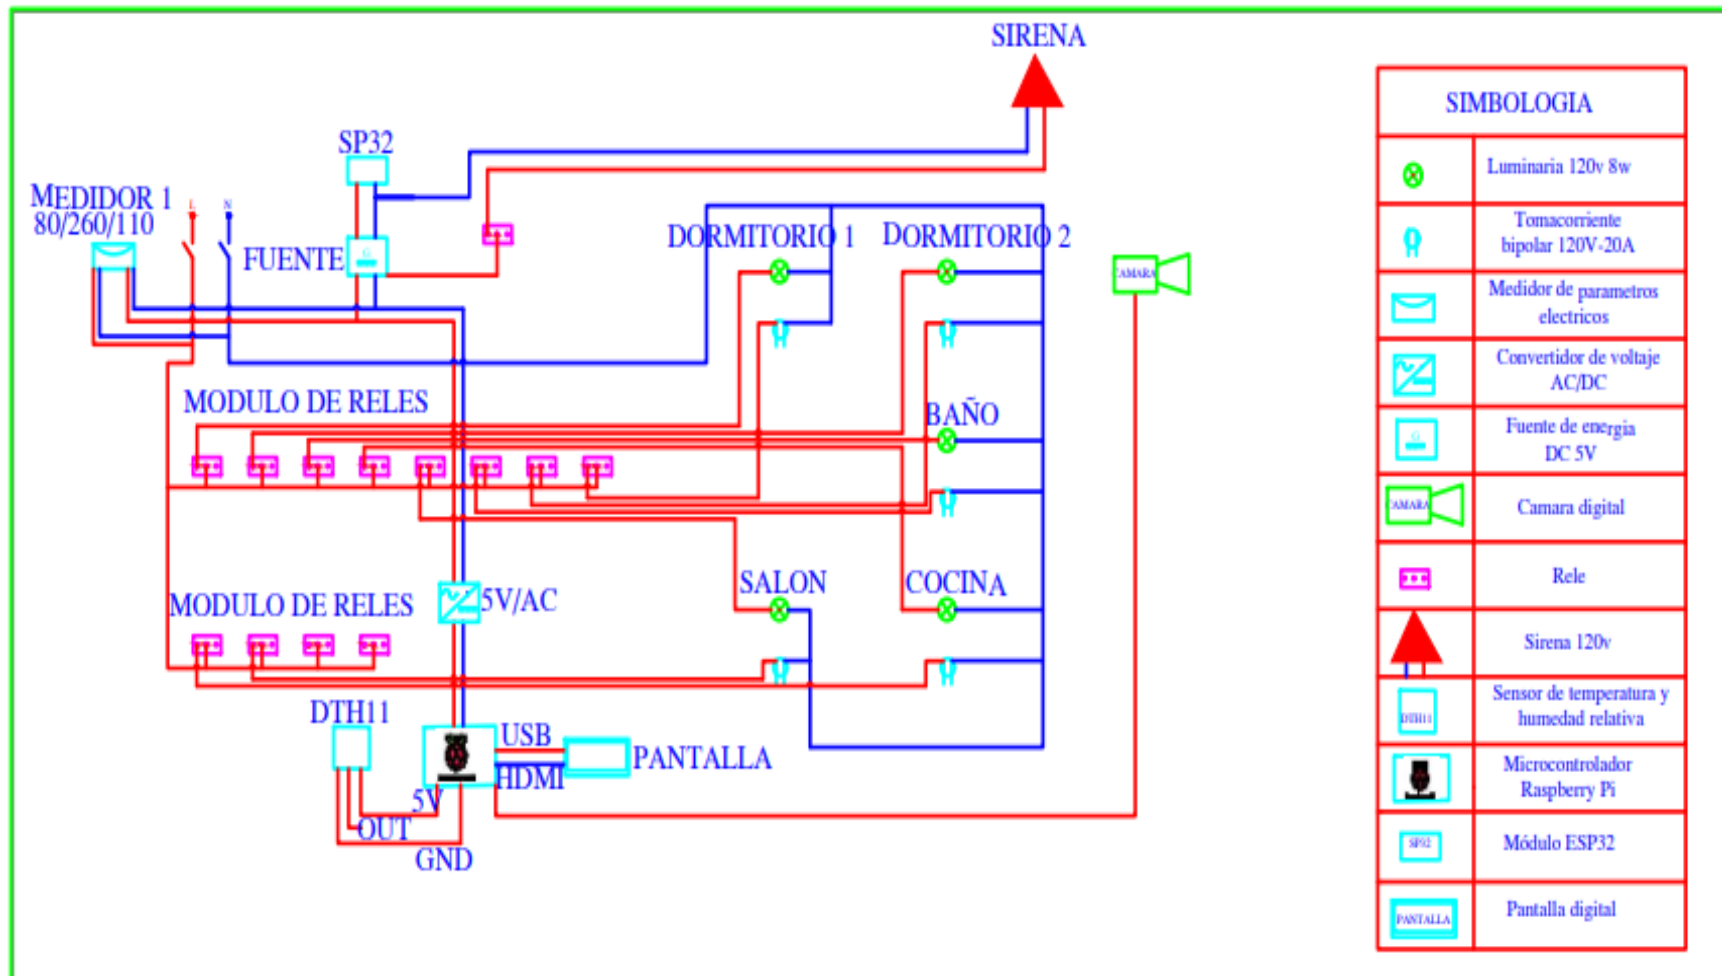 SIRENA
SP32
MEDIDOR 1
80/260/110
L
N
FUENTE
G
DORMITORIO 1
DORMITORIO 2
CAMARA
MODULO DE RELES
BAÑO
SALON
COCINA
MODULO DE RELES
5V/AC
DTH11
USB
PANTALLA
HDMI
5V
OUT
GND
SIMBOLOGIA
Luminaria 120v 8w
Tomacorriente
bipolar 120V-20A
Medidor de parametros
electricos
Convertidor de voltaje
AC/DC
G
Fuente de energia
DC 5V
CAMARA
Camara digital
Rele
Sirena 120v
DTH11
Sensor de temperatura y
humedad relativa
Microcontrolador
Raspberry Pi
SP32
Módulo ESP32
PANTALLA
Pantalla digital